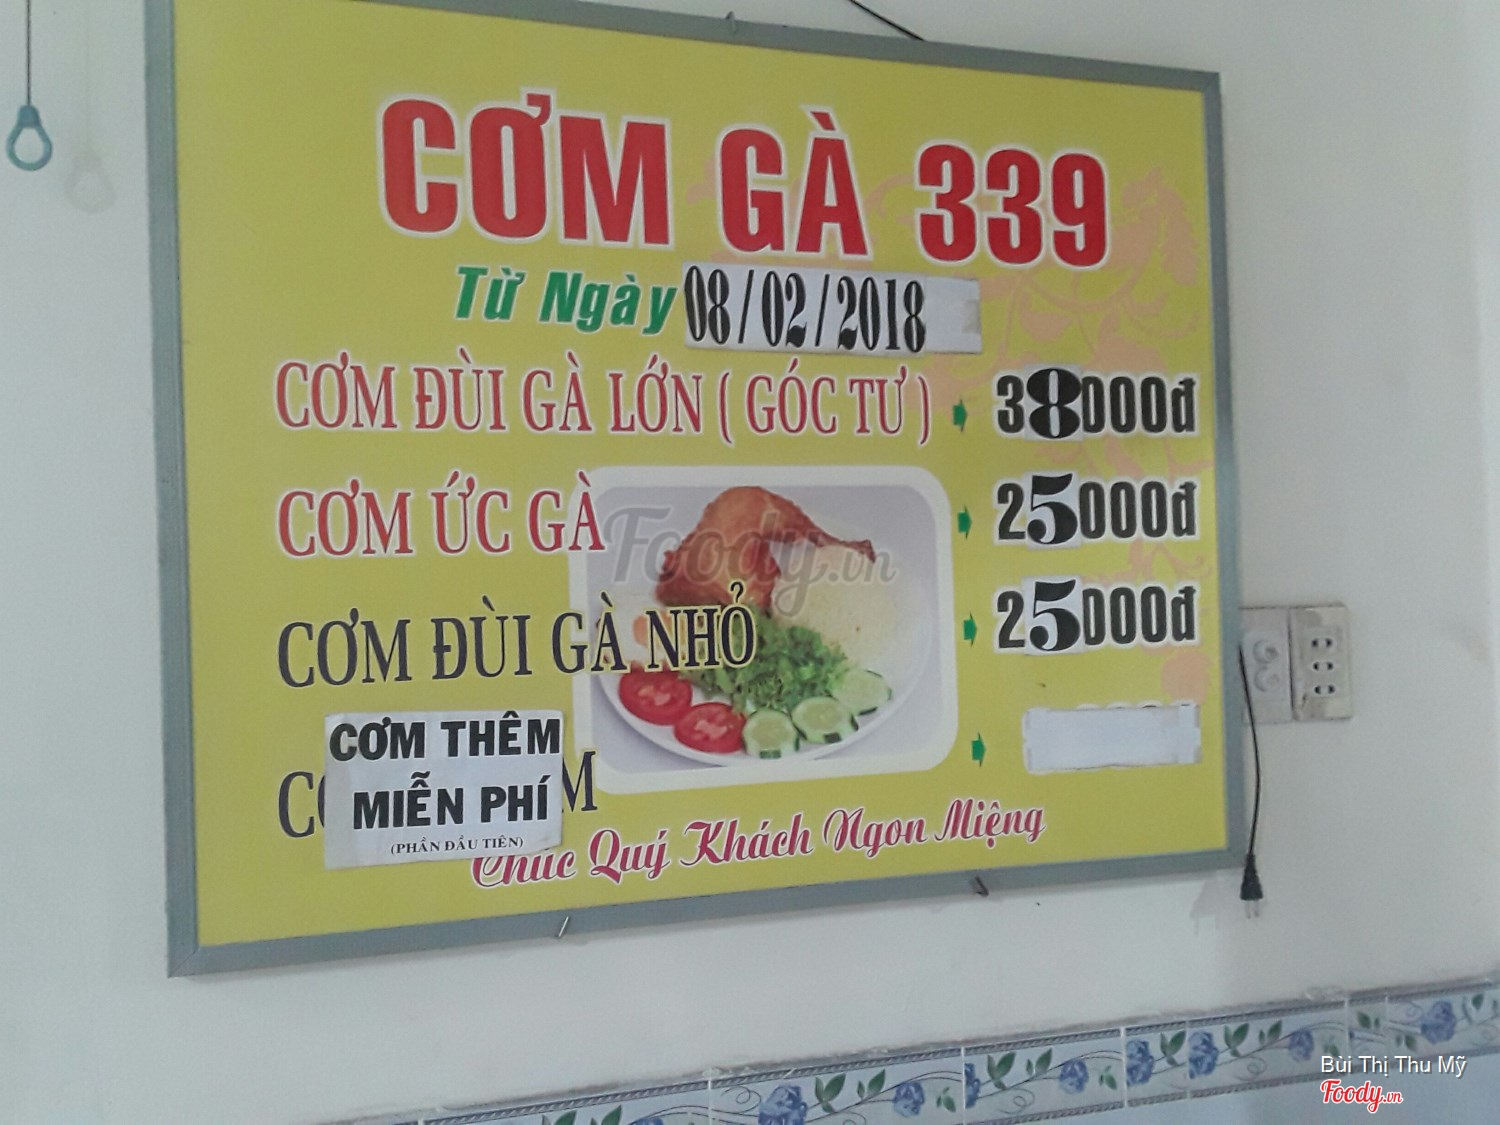 CƠM GÀ 339
Từ Ngày 08/02/2018
CƠM ĐÙI GÀ LỚN ( GÓC TƯ ) 38000đ
CƠM ỨC GÀ 25000đ
CƠM ĐÙI GÀ NHỎ 25000đ
CƠM THÊM
MIỄN PHÍ
(PHẦN ĐẦU TIÊN)
Chúc Quý Khách Ngon Miệng
Foody.vn
Bùi Thị Thu Mỹ
Foody.vn